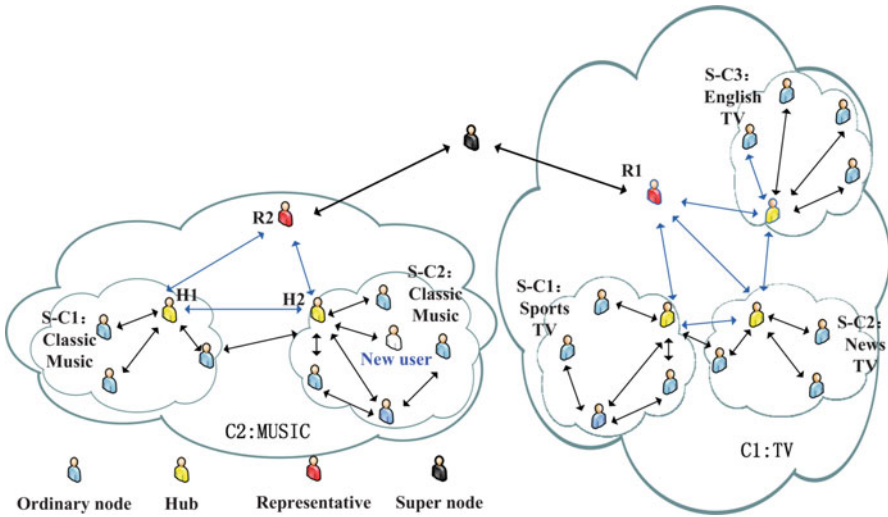 S-C3:
English
TV
R1
R2
S-C2:
Classic
Music
H1
H2
S-C1:
Classic
Music
New user
S-C1:
Sports
TV
S-C2:
News
TV
C2:MUSIC
C1:TV
Ordinary node
Hub
Representative
Super node